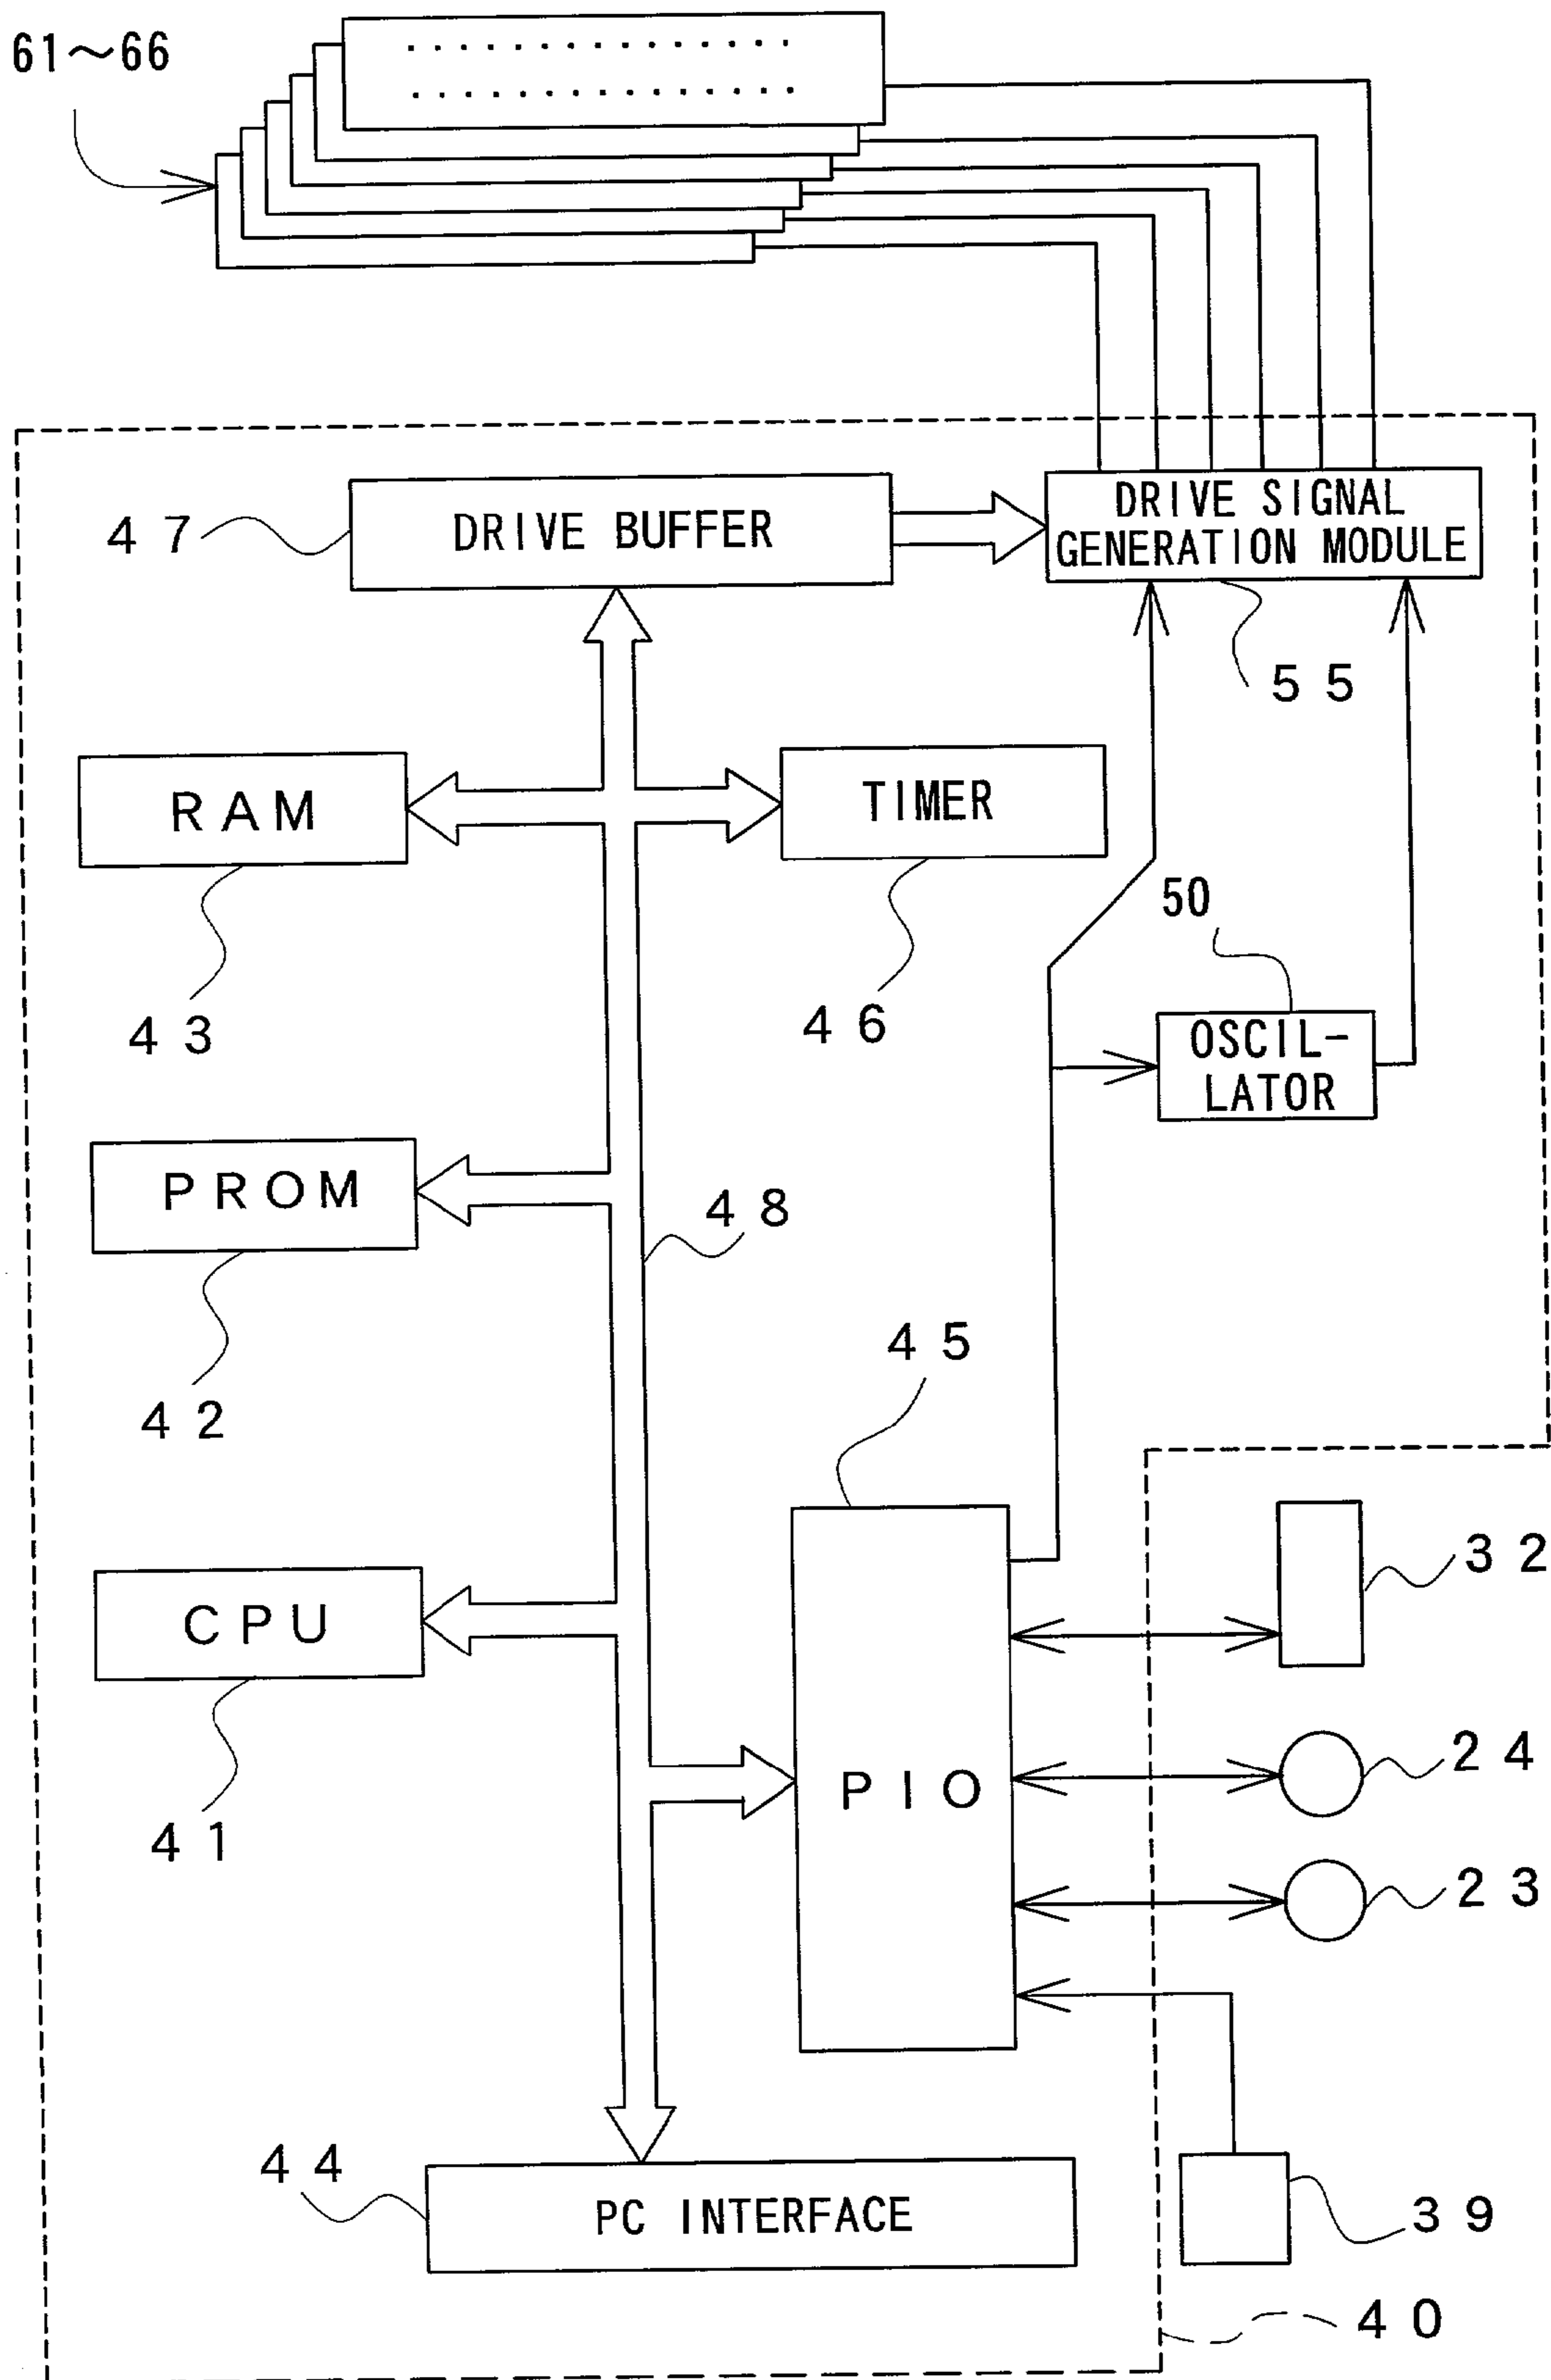 61～66
47
DRIVE BUFFER
DRIVE SIGNAL
GENERATION MODULE
55
RAM
TIMER
43
46
50
OSCIL-
LATOR
PROM
48
42
45
32
CPU
24
PIO
41
23
44
PC INTERFACE
39
40